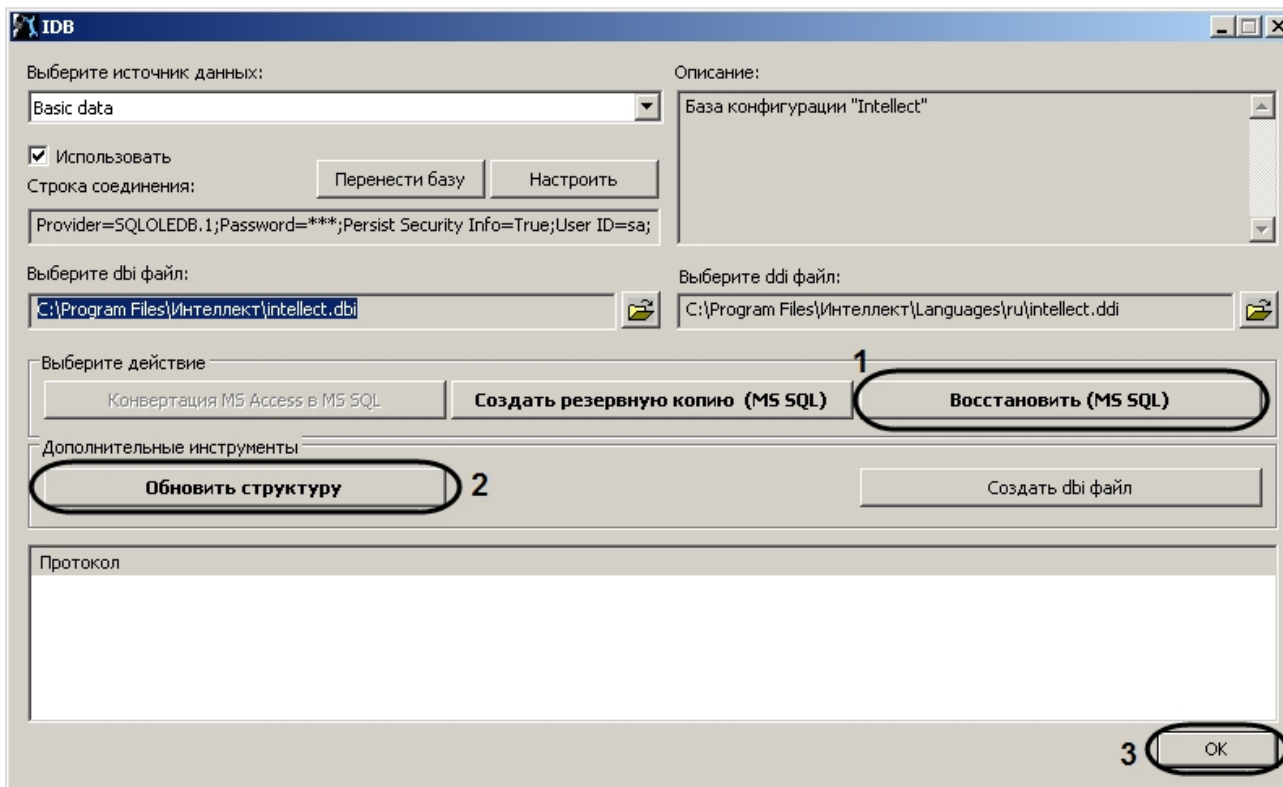 IDB
Выберите источник данных:
Описание:
Basic data
База конфигурации "Intellect"
Использовать
Строка соединения:
Перенести базу
Настроить
Provider=SQLOLEDB.1;Password=***;Persist Security Info=True;User ID=sa;
Выберите dbi файл:
Выберите ddi файл:
C:\Program Files\Интеллект\intellect.dbi
C:\Program Files\Интеллект\Languages\ru\intellect.ddi
Выберите действие
1
Конвертация MS Access в MS SQL
Создать резервную копию (MS SQL)
Восстановить (MS SQL)
Дополнительные инструменты
Обновить структуру
2
Создать dbi файл
Протокол
3
OK